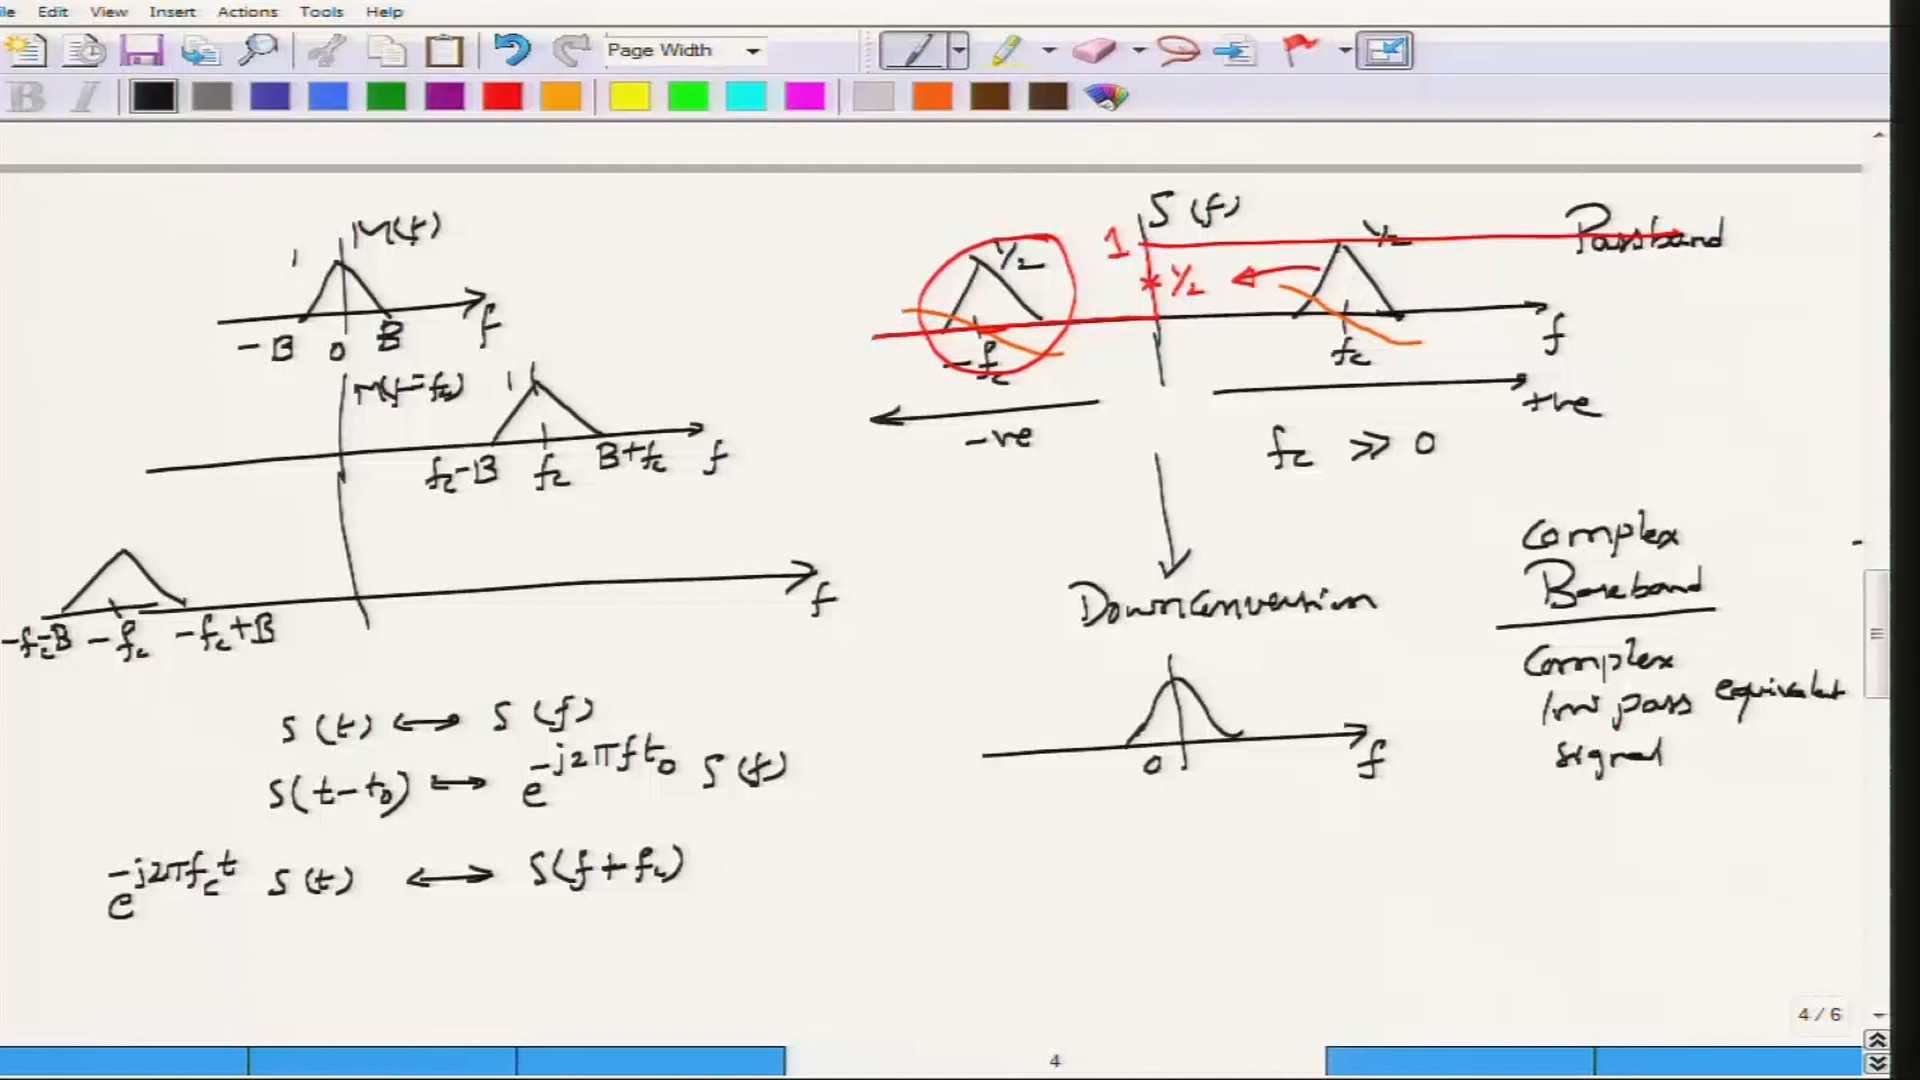 File Edit View Insert Actions Tools Help
Page Width
B I
M(f)
1
-B 0 B f
M(f-fc)
1
fc-B fc B+fc f
-fc-B -fc -fc+B f
s(t) ↔ S(f)
s(t-t0) ↔ e^-j2πft0 S(f)
e^-j2πfct s(t) ↔ S(f+fc)
S(f)
Passband
1/2 1 1/2 1/2
-fc fc f
-ve +ve
fc >> 0
Downconversion
0 f
Complex
Baseband
Complex
low pass equivalent
signal
4 / 6
4